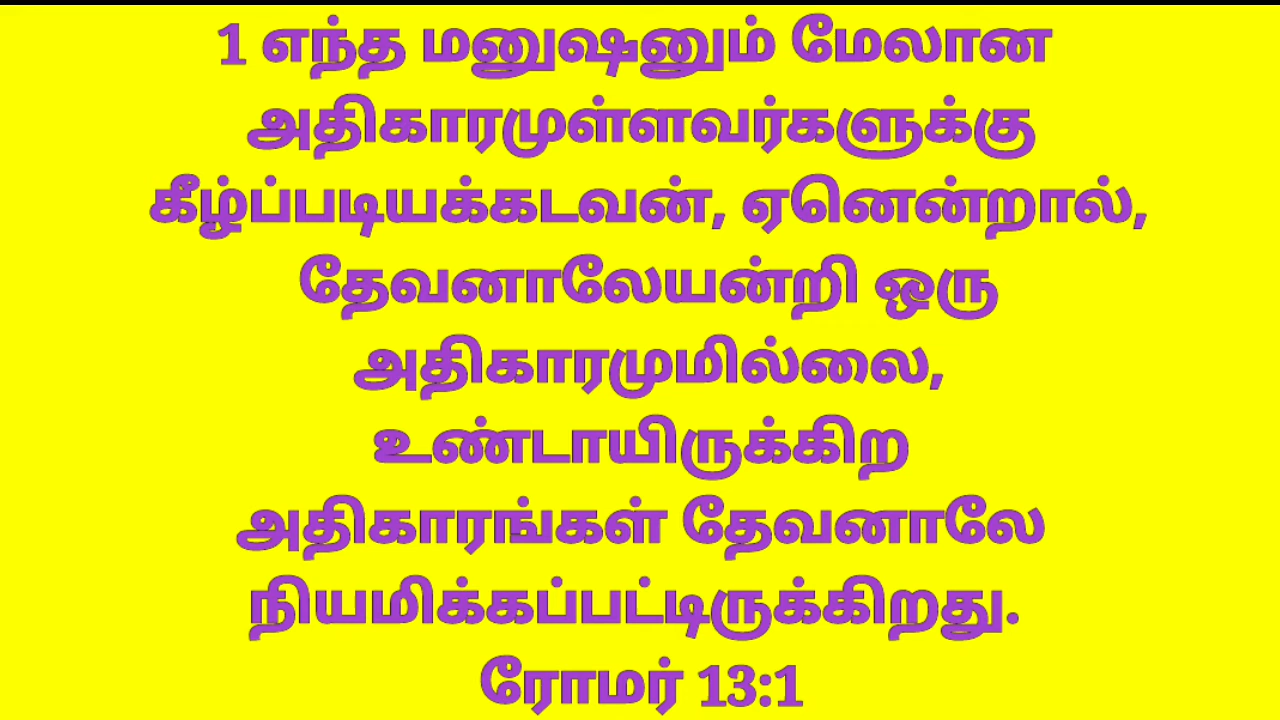 1 எந்த மனுஷனும் மேலான
அதிகாரமுள்ளவர்களுக்கு
கீழ்ப்படியக்கடவன், ஏனென்றால்,
தேவனாலேயன்றி ஒரு
அதிகாரமுமில்லை,
உண்டாயிருக்கிற
அதிகாரங்கள் தேவனாலே
நியமிக்கப்பட்டிருக்கிறது.
ரோமர் 13:1